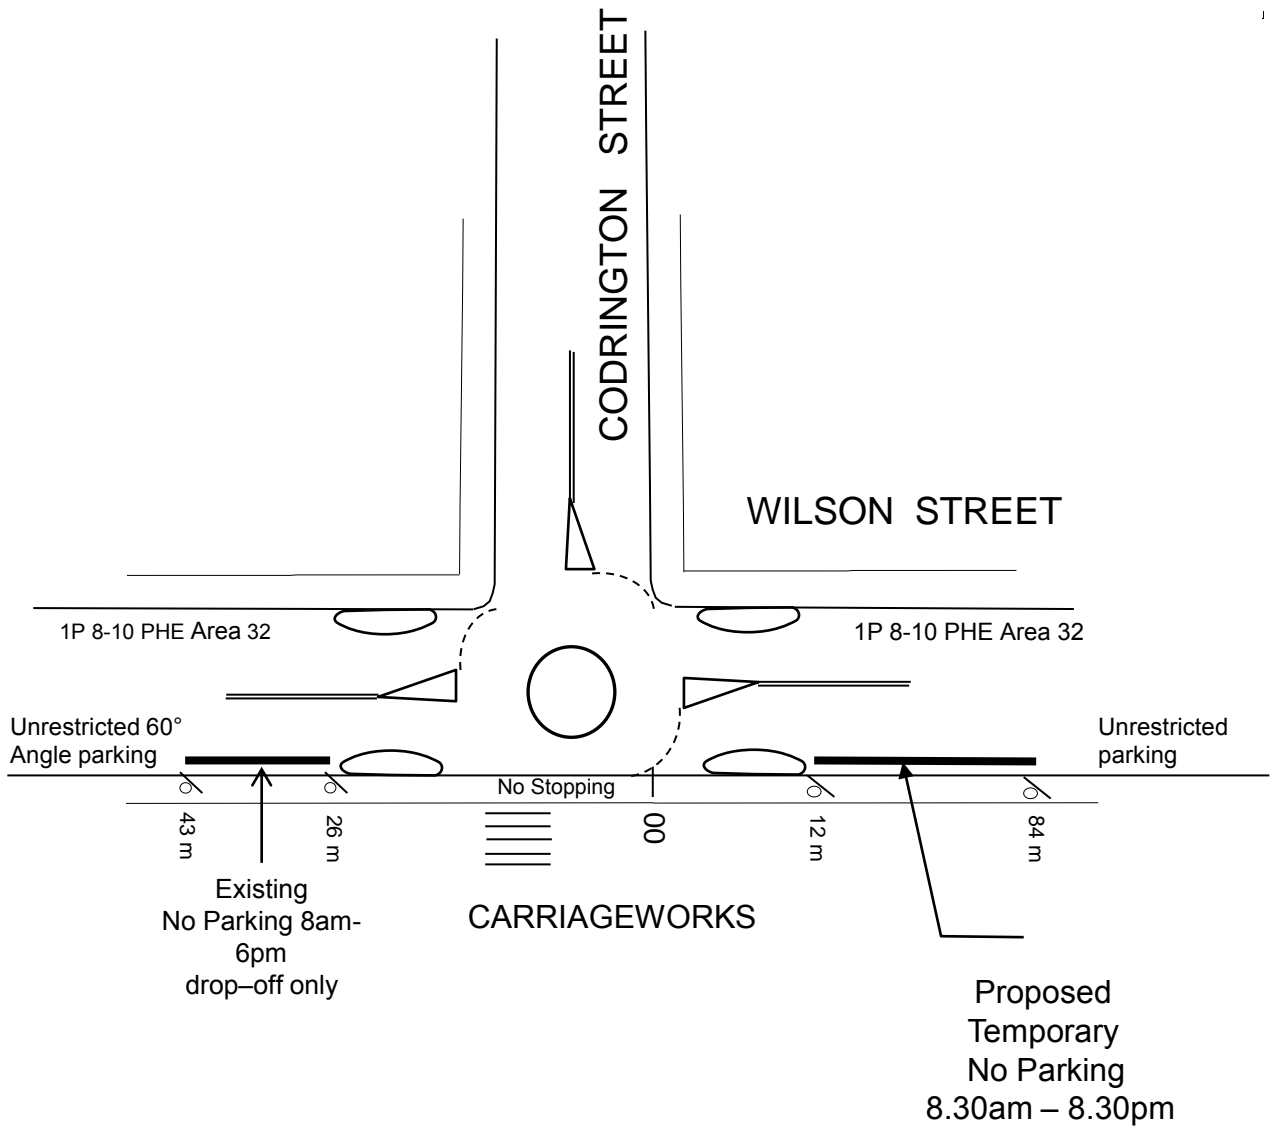 CODRINGTON STREET
WILSON STREET
1P 8-10 PHE Area 32
1P 8-10 PHE Area 32
Unrestricted 60°
Angle parking
Unrestricted
parking
No Stopping
43 m
26 m
00
12 m
84 m
Existing
No Parking 8am-
6pm
drop–off only
CARRIAGEWORKS
Proposed
Temporary
No Parking
8.30am – 8.30pm